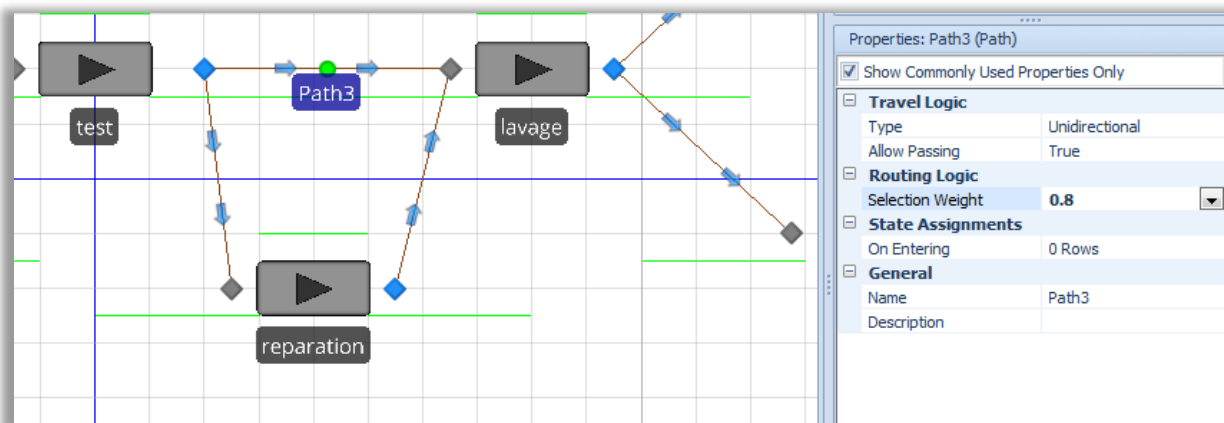 Path3
test
lavage
reparation
Properties: Path3 (Path)
Show Commonly Used Properties Only
Travel Logic
Type Unidirectional
Allow Passing True
Routing Logic
Selection Weight 0.8
State Assignments
On Entering 0 Rows
General
Name Path3
Description